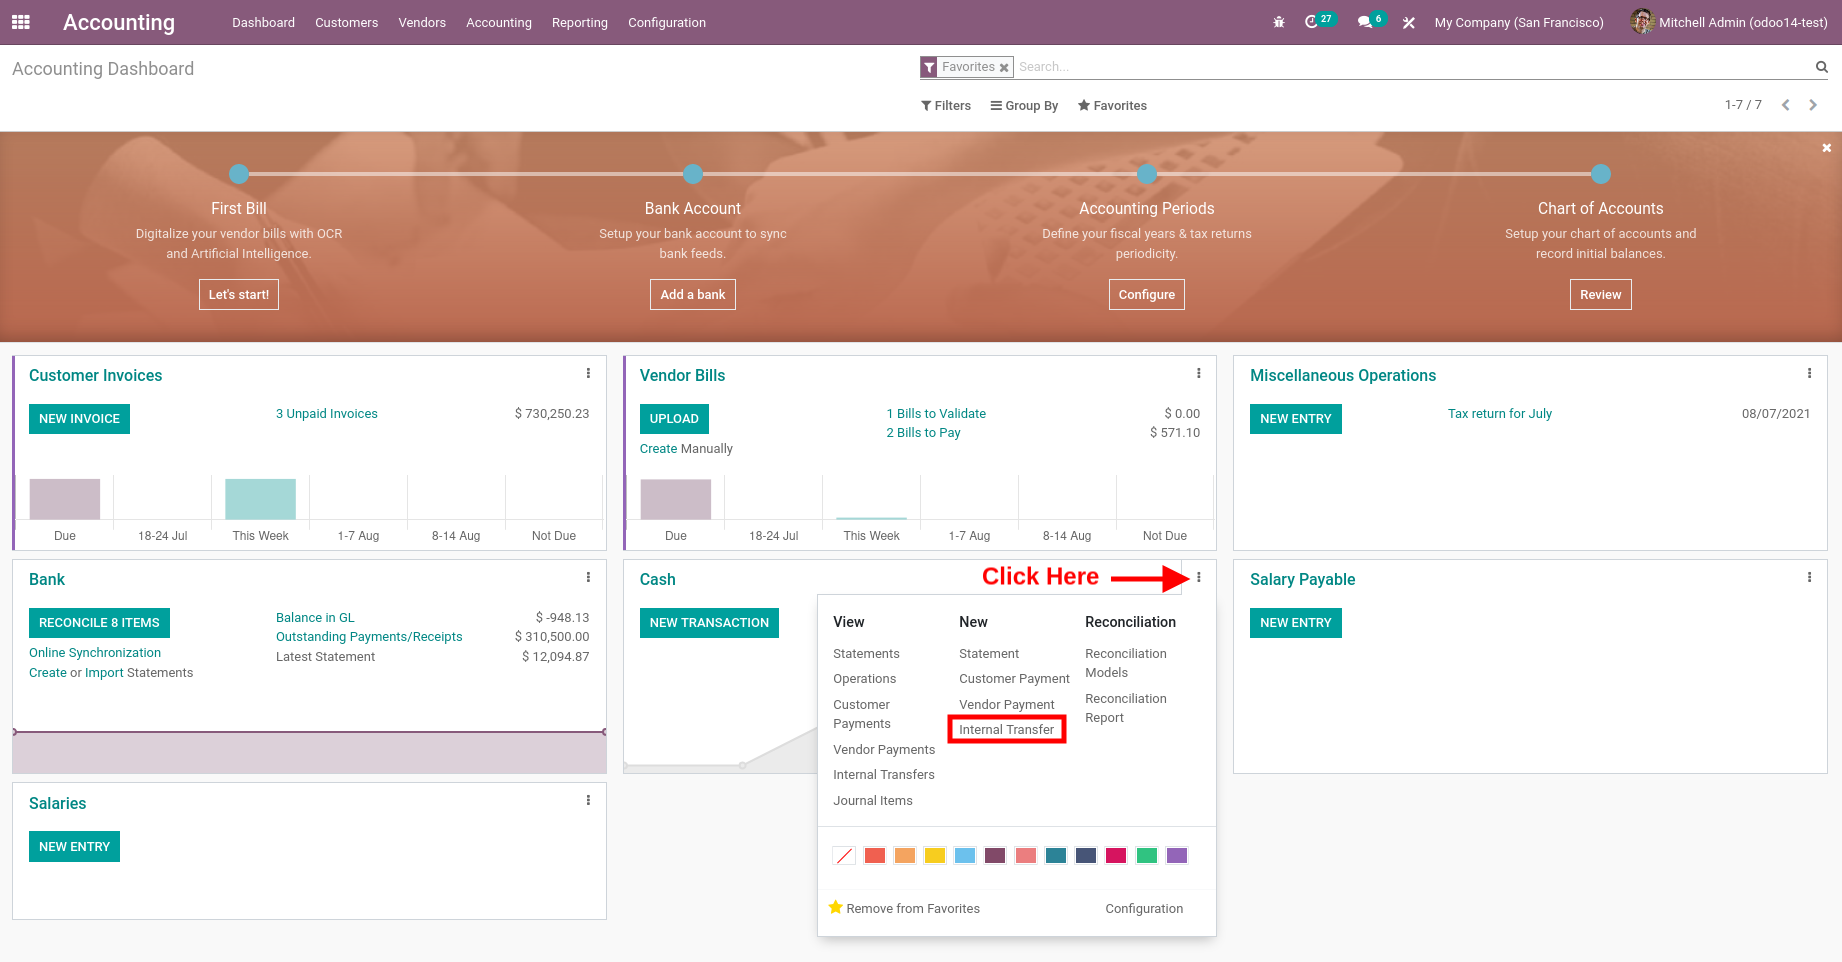 Accounting
Dashboard Customers Vendors Accounting Reporting Configuration
27 6 My Company (San Francisco) Mitchell Admin (odoo14-test)
Accounting Dashboard
Favorites Search...
Filters Group By Favorites 1-7 / 7
First Bill
Digitalize your vendor bills with OCR
and Artificial Intelligence.
Let's start!
Bank Account
Setup your bank account to sync
bank feeds.
Add a bank
Accounting Periods
Define your fiscal years & tax returns
periodicity.
Configure
Chart of Accounts
Setup your chart of accounts and
record initial balances.
Review
Customer Invoices
NEW INVOICE 3 Unpaid Invoices $ 730,250.23
Due 18-24 Jul This Week 1-7 Aug 8-14 Aug Not Due
Vendor Bills
UPLOAD 1 Bills to Validate $ 0.00
2 Bills to Pay $ 571.10
Create Manually
Due 18-24 Jul This Week 1-7 Aug 8-14 Aug Not Due
Miscellaneous Operations
NEW ENTRY Tax return for July 08/07/2021
Bank
RECONCILE 8 ITEMS Balance in GL $ -948.13
Outstanding Payments/Receipts $ 310,500.00
Online Synchronization Latest Statement $ 12,094.87
Create or Import Statements
Cash Click Here
NEW TRANSACTION
View
Statements
Operations
Customer
Payments
Vendor Payments
Internal Transfers
Journal Items
New
Statement
Customer Payment
Vendor Payment
Internal Transfer
Reconciliation
Reconciliation
Models
Reconciliation
Report
Remove from Favorites Configuration
Salary Payable
NEW ENTRY
Salaries
NEW ENTRY